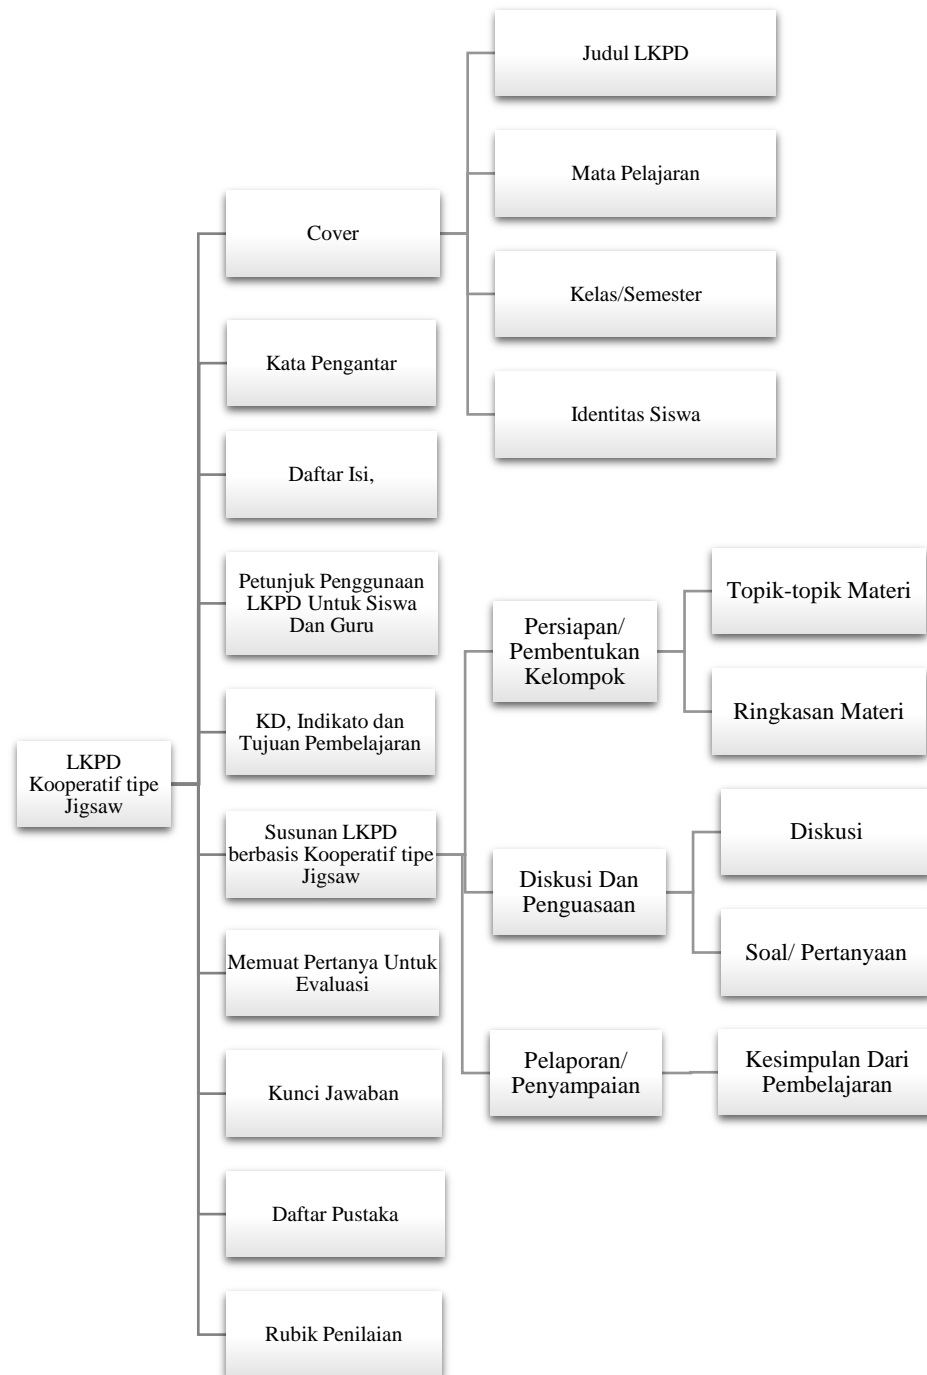 LKPD
Kooperatif tipe
Jigsaw
Cover
Judul LKPD
Mata Pelajaran
Kelas/Semester
Identitas Siswa
Kata Pengantar
Daftar Isi,
Petunjuk Penggunaan
LKPD Untuk Siswa
Dan Guru
KD, Indikato dan
Tujuan Pembelajaran
Susunan LKPD
berbasis Kooperatif tipe
Jigsaw
Persiapan/
Pembentukan
Kelompok
Topik-topik Materi
Ringkasan Materi
Diskusi Dan
Penguasaan
Diskusi
Soal/ Pertanyaan
Pelaporan/
Penyampaian
Kesimpulan Dari
Pembelajaran
Memuat Pertanya Untuk
Evaluasi
Kunci Jawaban
Daftar Pustaka
Rubik Penilaian